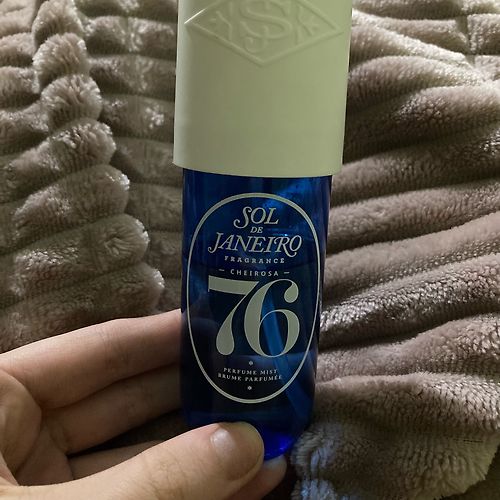 SOL
DE
JANEIRO
FRAGRANCE
— CHEIROSA —
76
PERFUME MIST
BRUME PARFUMÉE